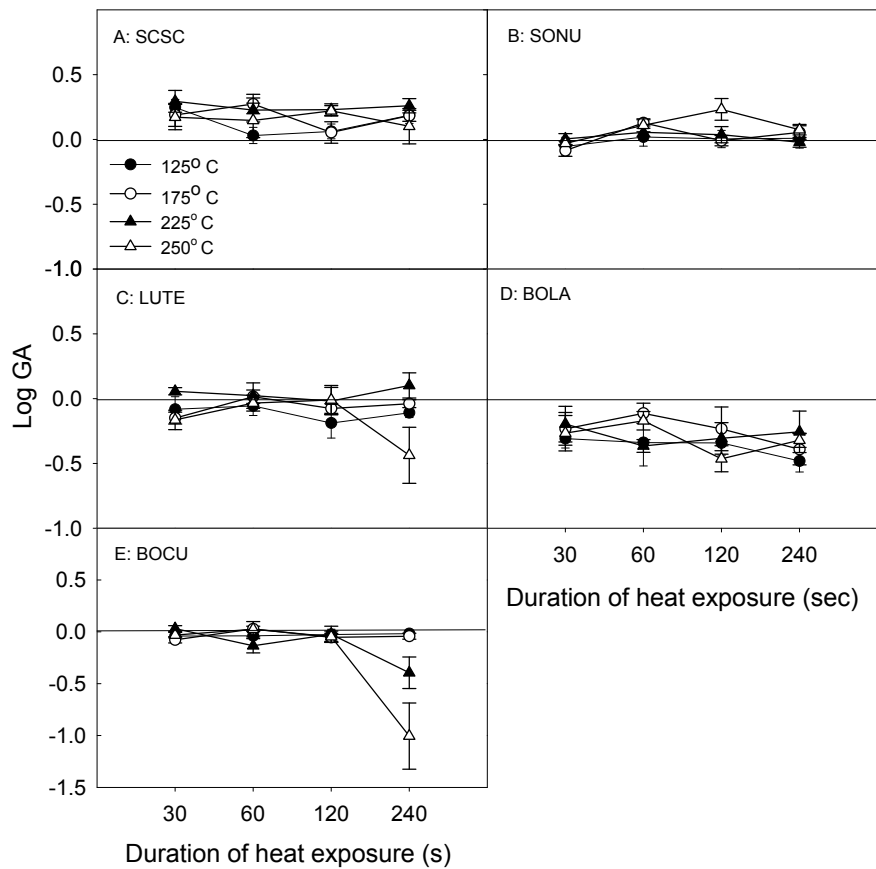 A: SCSC
B: SONU
0.5
0.0
-0.5
-1.0
125° C
175° C
225° C
250° C
C: LUTE
D: BOLA
Log GA
0.5
0.0
-0.5
-1.0
30 60 120 240
Duration of heat exposure (sec)
E: BOCU
0.5
0.0
-0.5
-1.0
-1.5
30 60 120 240
Duration of heat exposure (s)